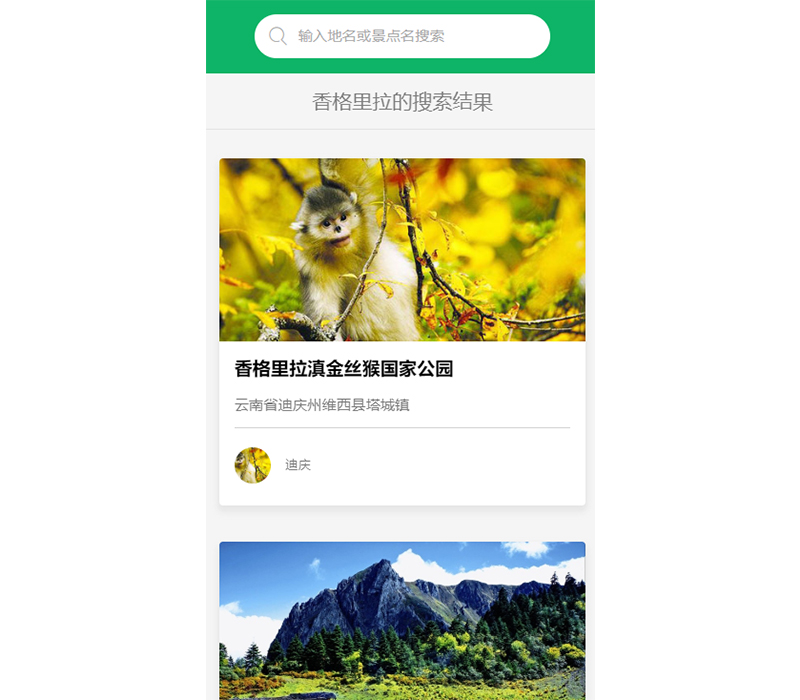 输入地名或景点名搜索
香格里拉的搜索结果
香格里拉滇金丝猴国家公园
云南省迪庆州维西县塔城镇
迪庆